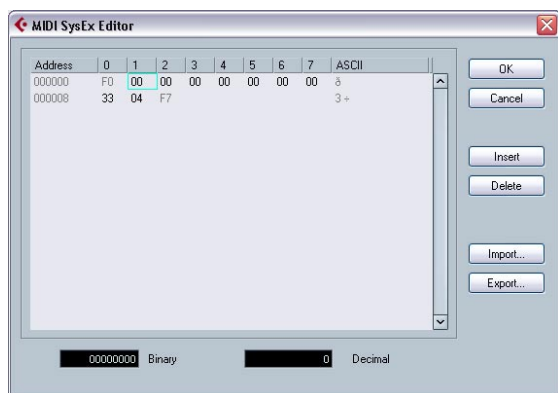 MIDI SysEx Editor
Address 0 1 2 3 4 5 6 7 ASCII
000000 F0 00 00 00 00 00 00 00 ð
000008 33 04 F7 3 ÷
OK
Cancel
Insert
Delete
Import...
Export...
00000000 Binary 0 Decimal